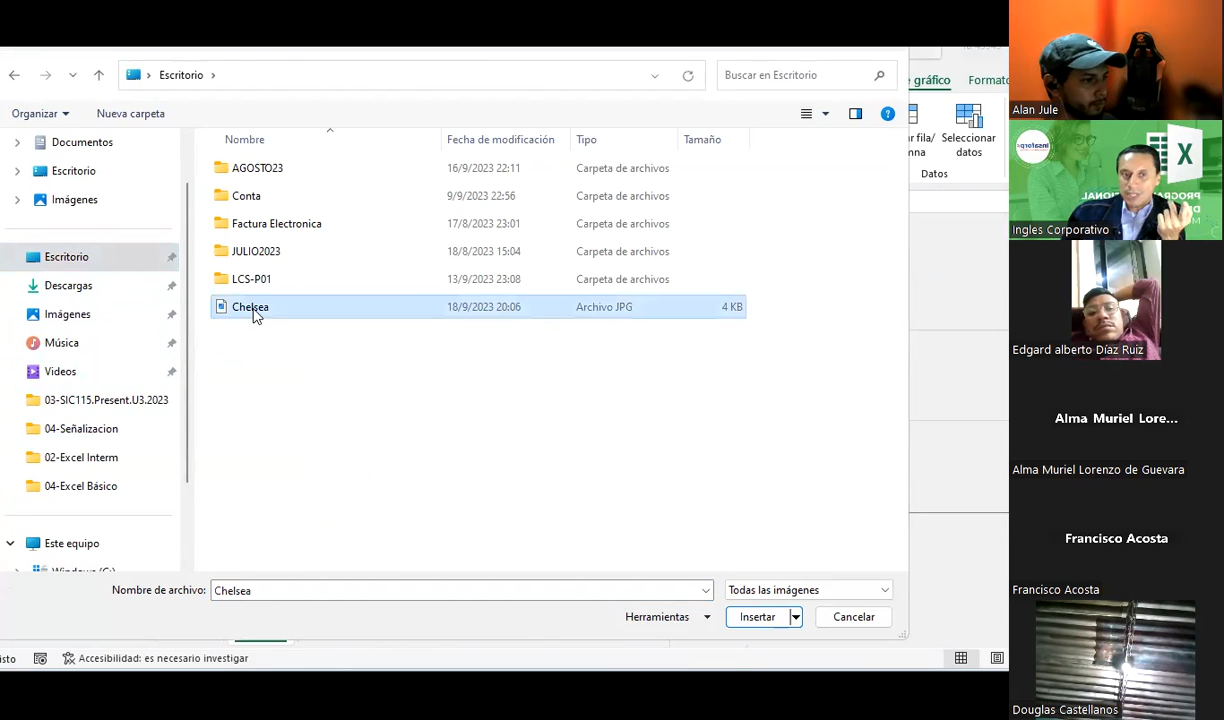 Escritorio
Buscar en Escritorio
Organizar
Nueva carpeta
Nombre
Fecha de modificación
Tipo
Tamaño
AGOSTO23 16/9/2023 22:11 Carpeta de archivos
Conta 9/9/2023 22:56 Carpeta de archivos
Factura Electronica 17/8/2023 23:01 Carpeta de archivos
JULIO2023 18/8/2023 15:04 Carpeta de archivos
LCS-P01 13/9/2023 23:08 Carpeta de archivos
Chelsea 18/9/2023 20:06 Archivo JPG 4 KB
Documentos
Escritorio
Imágenes
Escritorio
Descargas
Imágenes
Música
Videos
03-SIC115.Present.U3.2023
04-Señalizacion
02-Excel Interm
04-Excel Básico
Este equipo
Nombre de archivo: Chelsea
Todas las imágenes
Herramientas
Insertar
Cancelar
Accesibilidad: es necesario investigar
gráfico
Formato
fila/
Seleccionar
datos
Datos
Alan Jule
insaforp
X
Ingles Corporativo
Edgard alberto Díaz Ruiz
Alma Muriel Lore...
Alma Muriel Lorenzo de Guevara
Francisco Acosta
Francisco Acosta
Douglas Castellanos